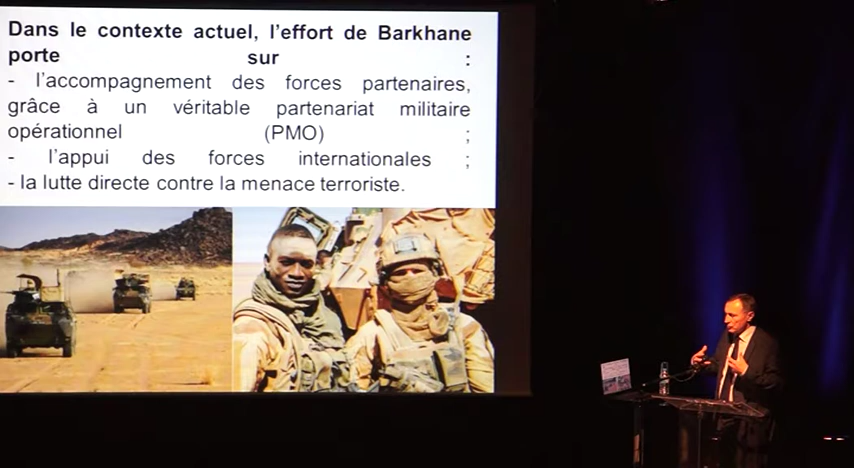 Dans le contexte actuel, l'effort de Barkhane
porte sur :
- l'accompagnement des forces partenaires,
grâce à un véritable partenariat militaire
opérationnel (PMO) ;
- l'appui des forces internationales ;
- la lutte directe contre la menace terroriste.